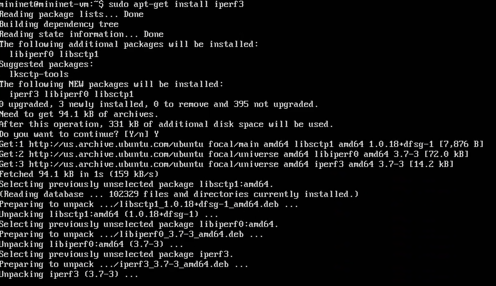 mininet@mininet-vm:~$ sudo apt-get install iperf3
Reading package lists... Done
Building dependency tree
Reading state information... Done
The following additional packages will be installed:
  libiperf0 libsctp1
Suggested packages:
  lksctp-tools
The following NEW packages will be installed:
  iperf3 libiperf0 libsctp1
0 upgraded, 3 newly installed, 0 to remove and 395 not upgraded.
Need to get 94.1 kB of archives.
After this operation, 331 kB of additional disk space will be used.
Do you want to continue? [Y/n] Y
Get:1 http://us.archive.ubuntu.com/ubuntu focal/main amd64 libsctp1 amd64 1.0.18+dfsg-1 [7,876 B]
Get:2 http://us.archive.ubuntu.com/ubuntu focal/universe amd64 libiperf0 amd64 3.7-3 [72.0 kB]
Get:3 http://us.archive.ubuntu.com/ubuntu focal/universe amd64 iperf3 amd64 3.7-3 [14.2 kB]
Fetched 94.1 kB in 1s (159 kB/s)
Selecting previously unselected package libsctp1:amd64.
(Reading database ... 102329 files and directories currently installed.)
Preparing to unpack .../libsctp1_1.0.18+dfsg-1_amd64.deb ...
Unpacking libsctp1:amd64 (1.0.18+dfsg-1) ...
Selecting previously unselected package libiperf0:amd64.
Preparing to unpack .../libiperf0_3.7-3_amd64.deb ...
Unpacking libiperf0:amd64 (3.7-3) ...
Selecting previously unselected package iperf3.
Preparing to unpack .../iperf3_3.7-3_amd64.deb ...
Unpacking iperf3 (3.7-3) ...